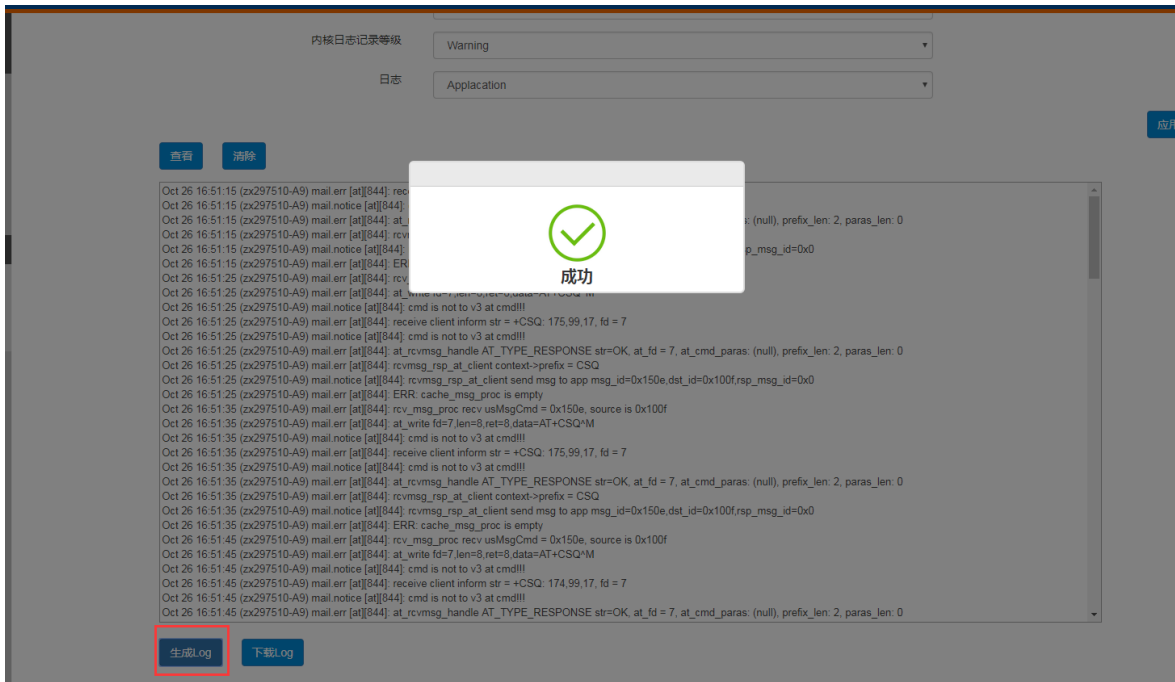 内核日志记录等级
Warning
日志
Applacation
应用
查看
清除
成功
Oct 26 16:51:15 (zx297510-A9) mail.err [at][844]: rec
Oct 26 16:51:15 (zx297510-A9) mail.notice [at][844]:
Oct 26 16:51:15 (zx297510-A9) mail.err [at][844]: at_ : (null), prefix_len: 2, paras_len: 0
Oct 26 16:51:15 (zx297510-A9) mail.err [at][844]: rcv
Oct 26 16:51:15 (zx297510-A9) mail.notice [at][844]: sp_msg_id=0x0
Oct 26 16:51:15 (zx297510-A9) mail.err [at][844]: ER
Oct 26 16:51:25 (zx297510-A9) mail.err [at][844]: rcv_
Oct 26 16:51:25 (zx297510-A9) mail.err [at][844]: at_write fd=7,len=8,ret=8,data=AT+CSQ^M
Oct 26 16:51:25 (zx297510-A9) mail.notice [at][844]: cmd is not to v3 at cmd!!!
Oct 26 16:51:25 (zx297510-A9) mail.err [at][844]: receive client inform str = +CSQ: 175,99,17, fd = 7
Oct 26 16:51:25 (zx297510-A9) mail.notice [at][844]: cmd is not to v3 at cmd!!!
Oct 26 16:51:25 (zx297510-A9) mail.err [at][844]: at_rcvmsg_handle AT_TYPE_RESPONSE str=OK, at_fd = 7, at_cmd_paras: (null), prefix_len: 2, paras_len: 0
Oct 26 16:51:25 (zx297510-A9) mail.err [at][844]: rcvmsg_rsp_at_client context->prefix = CSQ
Oct 26 16:51:25 (zx297510-A9) mail.notice [at][844]: rcvmsg_rsp_at_client send msg to app msg_id=0x150e,dst_id=0x100f,rsp_msg_id=0x0
Oct 26 16:51:25 (zx297510-A9) mail.err [at][844]: ERR: cache_msg_proc is empty
Oct 26 16:51:35 (zx297510-A9) mail.err [at][844]: rcv_msg_proc recv usMsgCmd = 0x150e, source is 0x100f
Oct 26 16:51:35 (zx297510-A9) mail.err [at][844]: at_write fd=7,len=8,ret=8,data=AT+CSQ^M
Oct 26 16:51:35 (zx297510-A9) mail.notice [at][844]: cmd is not to v3 at cmd!!!
Oct 26 16:51:35 (zx297510-A9) mail.err [at][844]: receive client inform str = +CSQ: 175,99,17, fd = 7
Oct 26 16:51:35 (zx297510-A9) mail.notice [at][844]: cmd is not to v3 at cmd!!!
Oct 26 16:51:35 (zx297510-A9) mail.err [at][844]: at_rcvmsg_handle AT_TYPE_RESPONSE str=OK, at_fd = 7, at_cmd_paras: (null), prefix_len: 2, paras_len: 0
Oct 26 16:51:35 (zx297510-A9) mail.err [at][844]: rcvmsg_rsp_at_client context->prefix = CSQ
Oct 26 16:51:35 (zx297510-A9) mail.notice [at][844]: rcvmsg_rsp_at_client send msg to app msg_id=0x150e,dst_id=0x100f,rsp_msg_id=0x0
Oct 26 16:51:35 (zx297510-A9) mail.err [at][844]: ERR: cache_msg_proc is empty
Oct 26 16:51:45 (zx297510-A9) mail.err [at][844]: rcv_msg_proc recv usMsgCmd = 0x150e, source is 0x100f
Oct 26 16:51:45 (zx297510-A9) mail.err [at][844]: at_write fd=7,len=8,ret=8,data=AT+CSQ^M
Oct 26 16:51:45 (zx297510-A9) mail.notice [at][844]: cmd is not to v3 at cmd!!!
Oct 26 16:51:45 (zx297510-A9) mail.err [at][844]: receive client inform str = +CSQ: 174,99,17, fd = 7
Oct 26 16:51:45 (zx297510-A9) mail.notice [at][844]: cmd is not to v3 at cmd!!!
Oct 26 16:51:45 (zx297510-A9) mail.err [at][844]: at_rcvmsg_handle AT_TYPE_RESPONSE str=OK, at_fd = 7, at_cmd_paras: (null), prefix_len: 2, paras_len: 0
生成Log
下载Log